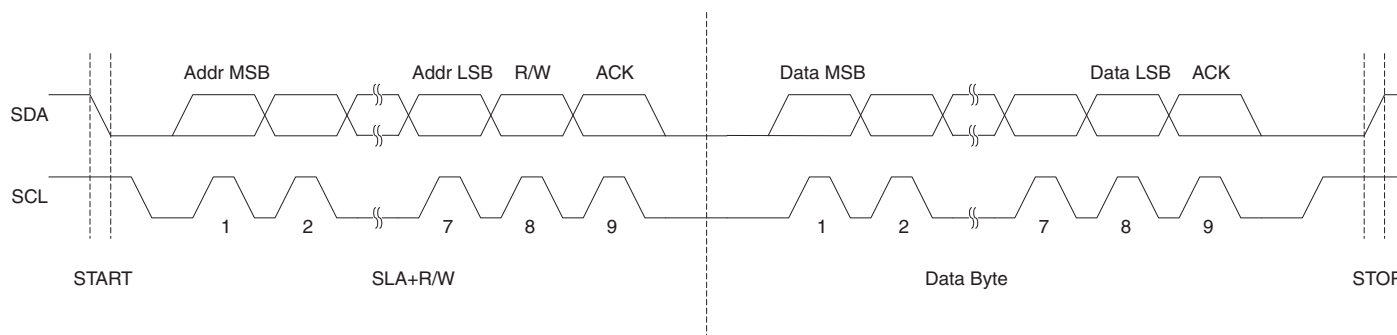 Addr MSB Addr LSB R/W ACK Data MSB Data LSB ACK
SDA
SCL
1 2 7 8 9 1 2 7 8 9
START SLA+R/W Data Byte STOP